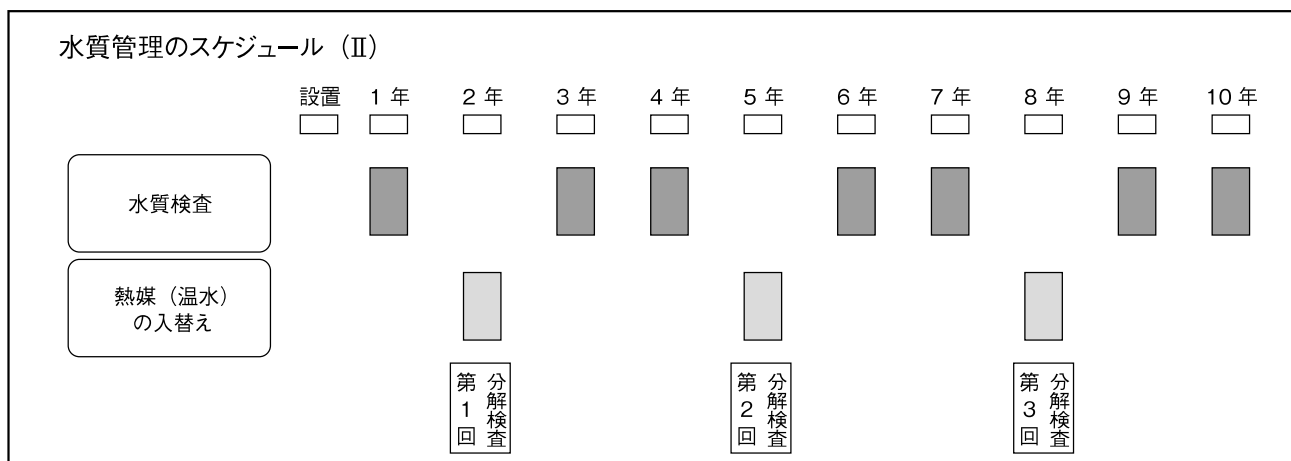 水質管理のスケジュール（Ⅱ）
設置 1年 2年 3年 4年 5年 6年 7年 8年 9年 10年
水質検査
熱媒（温水）
の入替え
第1回
分解検査
第2回
分解検査
第3回
分解検査